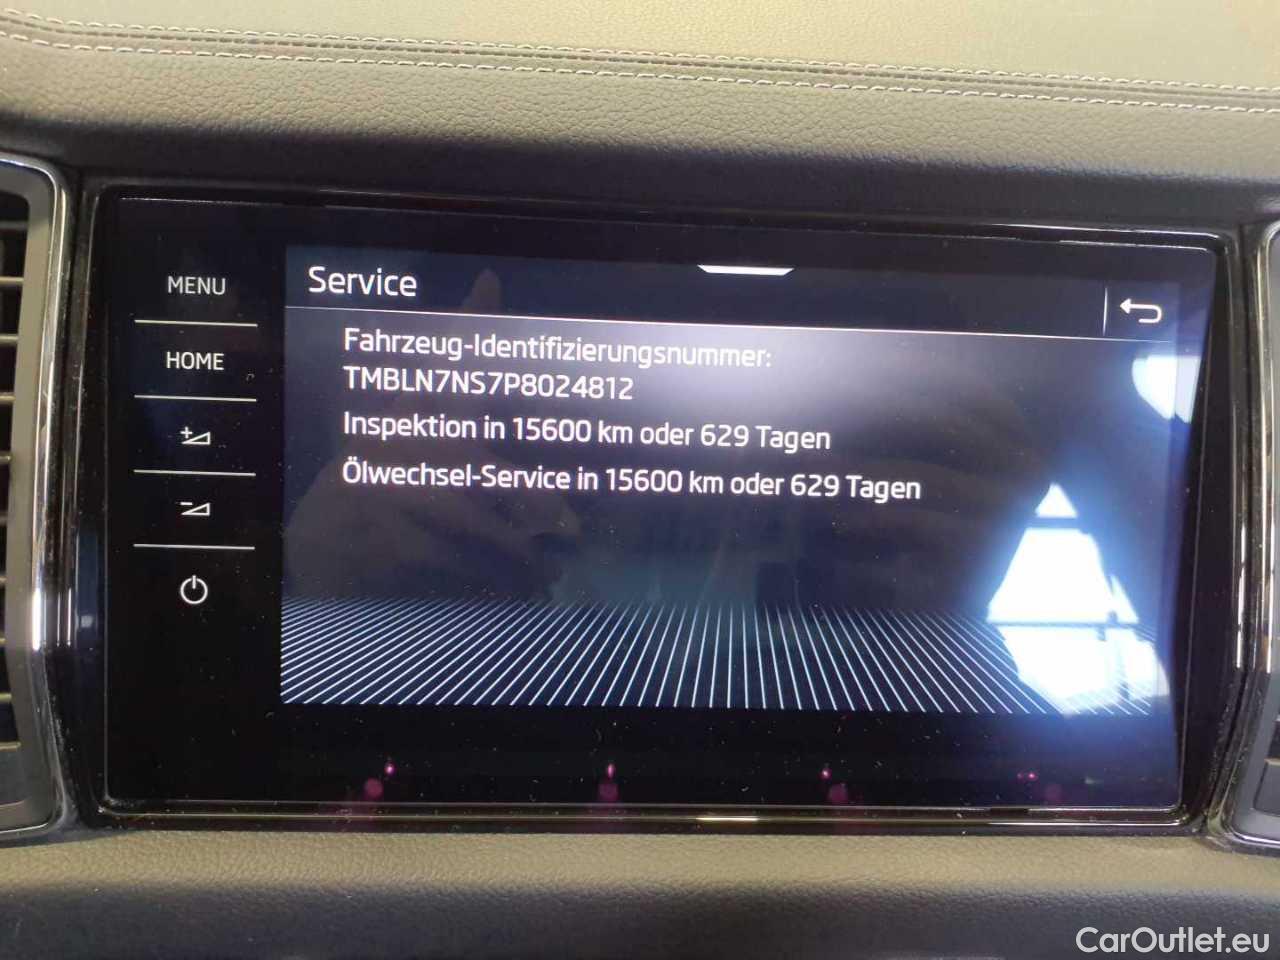 Service
MENU
HOME
Fahrzeug-Identifizierungsnummer:
TMBLN7NS7P8024812
Inspektion in 15600 km oder 629 Tagen
Ölwechsel-Service in 15600 km oder 629 Tagen
CarOutlet.eu